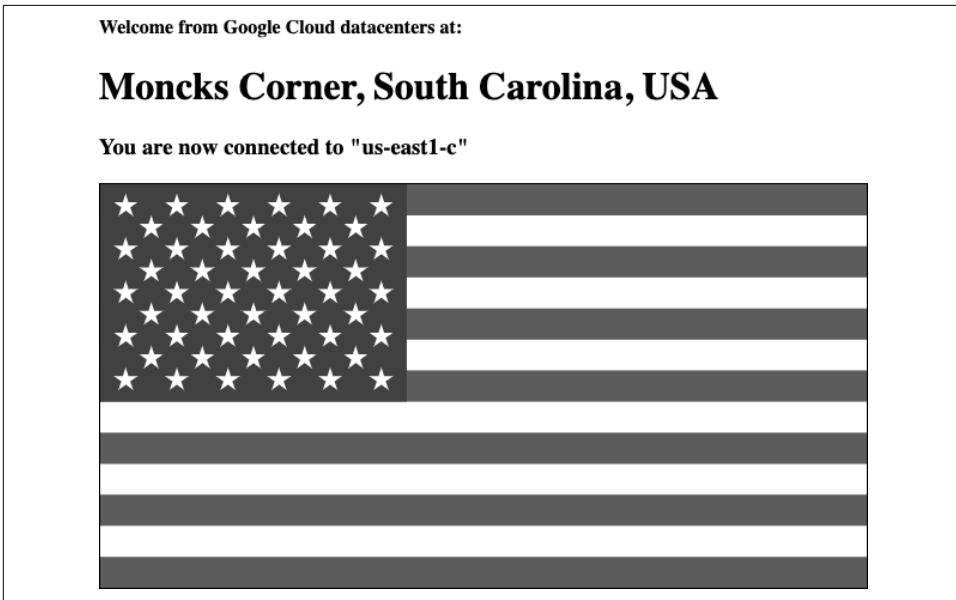 Welcome from Google Cloud datacenters at:
Moncks Corner, South Carolina, USA
You are now connected to "us-east1-c"